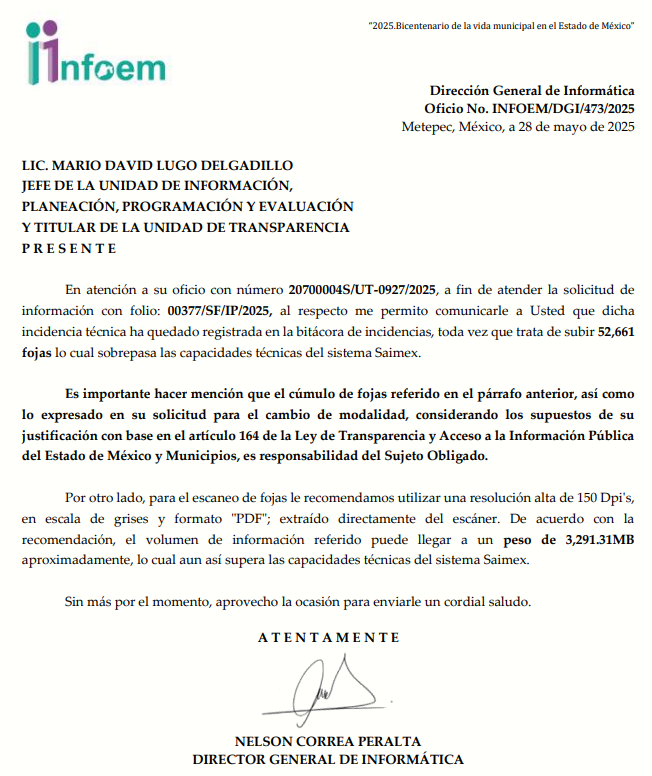 "2025.Bicentenario de la vida municipal en el Estado de México"
infoem
Dirección General de Informática
Oficio No. INFOEM/DGI/473/2025
Metepec, México, a 28 de mayo de 2025
LIC. MARIO DAVID LUGO DELGADILLO
JEFE DE LA UNIDAD DE INFORMACIÓN,
PLANEACIÓN, PROGRAMACIÓN Y EVALUACIÓN
Y TITULAR DE LA UNIDAD DE TRANSPARENCIA
P R E S E N T E
En atención a su oficio con número 20700004S/UT-0927/2025, a fin de atender la solicitud de
información con folio: 00377/SF/IP/2025, al respecto me permito comunicarle a Usted que dicha
incidencia técnica ha quedado registrada en la bitácora de incidencias, toda vez que trata de subir 52,661
fojas lo cual sobrepasa las capacidades técnicas del sistema Saimex.
Es importante hacer mención que el cúmulo de fojas referido en el párrafo anterior, así como
lo expresado en su solicitud para el cambio de modalidad, considerando los supuestos de su
justificación con base en el artículo 164 de la Ley de Transparencia y Acceso a la Información Pública
del Estado de México y Municipios, es responsabilidad del Sujeto Obligado.
Por otro lado, para el escaneo de fojas le recomendamos utilizar una resolución alta de 150 Dpi's,
en escala de grises y formato "PDF"; extraído directamente del escáner. De acuerdo con la
recomendación, el volumen de información referido puede llegar a un peso de 3,291.31MB
aproximadamente, lo cual aun así supera las capacidades técnicas del sistema Saimex.
Sin más por el momento, aprovecho la ocasión para enviarle un cordial saludo.
A T E N T A M E N T E
NELSON CORREA PERALTA
DIRECTOR GENERAL DE INFORMÁTICA